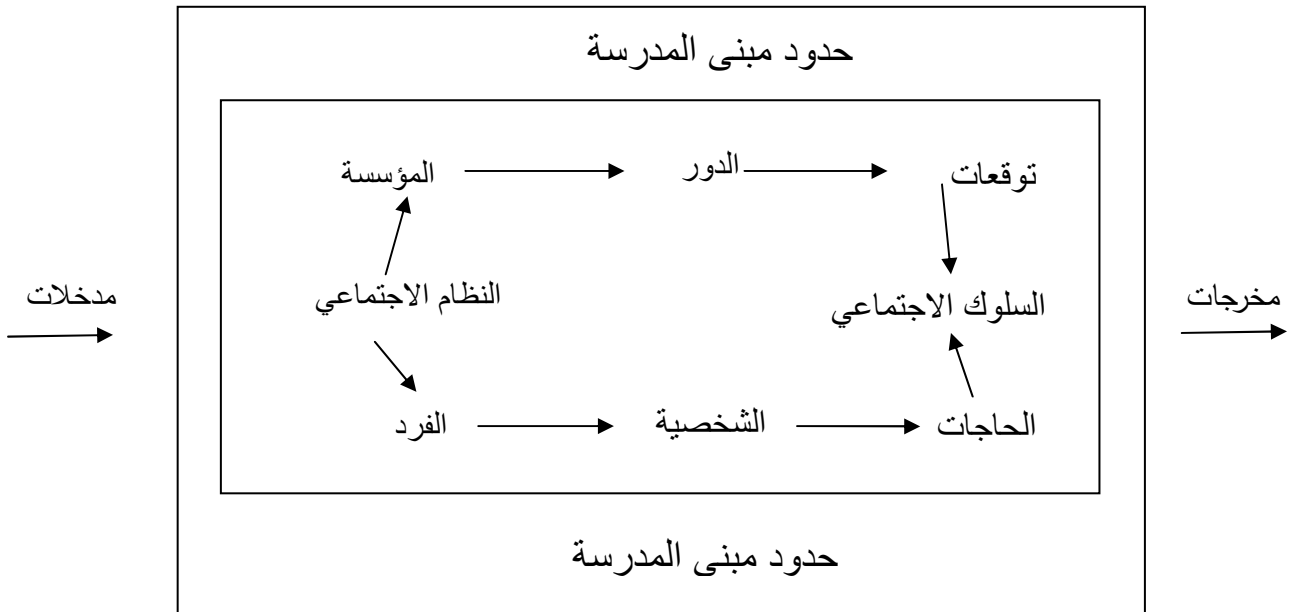 حدود مبنى المدرسة
المؤسسة
الدور
توقعات
مدخلات
النظام الاجتماعي
السلوك الاجتماعي
مخرجات
الفرد
الشخصية
الحاجات
حدود مبنى المدرسة